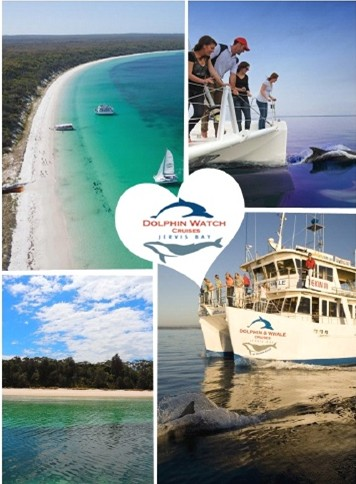 DOLPHIN WATCH
CRUISES
JERVIS BAY
DOLPHIN & WHALE
CRUISES